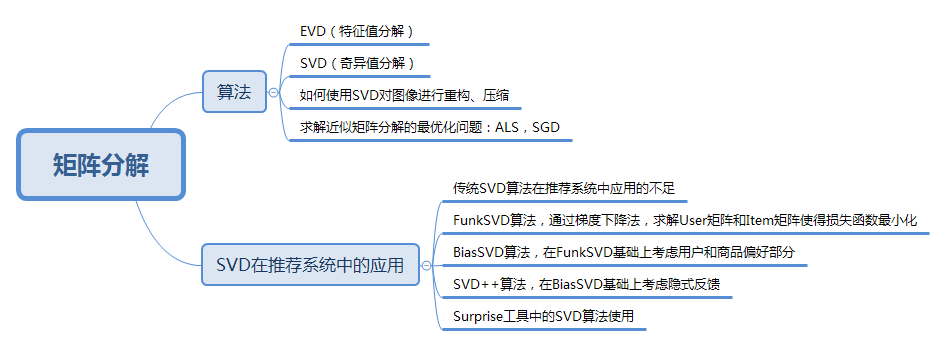 矩阵分解
算法
EVD（特征值分解）
SVD（奇异值分解）
如何使用SVD对图像进行重构、压缩
求解近似矩阵分解的最优化问题：ALS，SGD
SVD在推荐系统中的应用
传统SVD算法在推荐系统中应用的不足
FunkSVD算法，通过梯度下降法，求解User矩阵和Item矩阵使得损失函数最小化
BiasSVD算法，在FunkSVD基础上考虑用户和商品偏好部分
SVD++算法，在BiasSVD基础上考虑隐式反馈
Surprise工具中的SVD算法使用